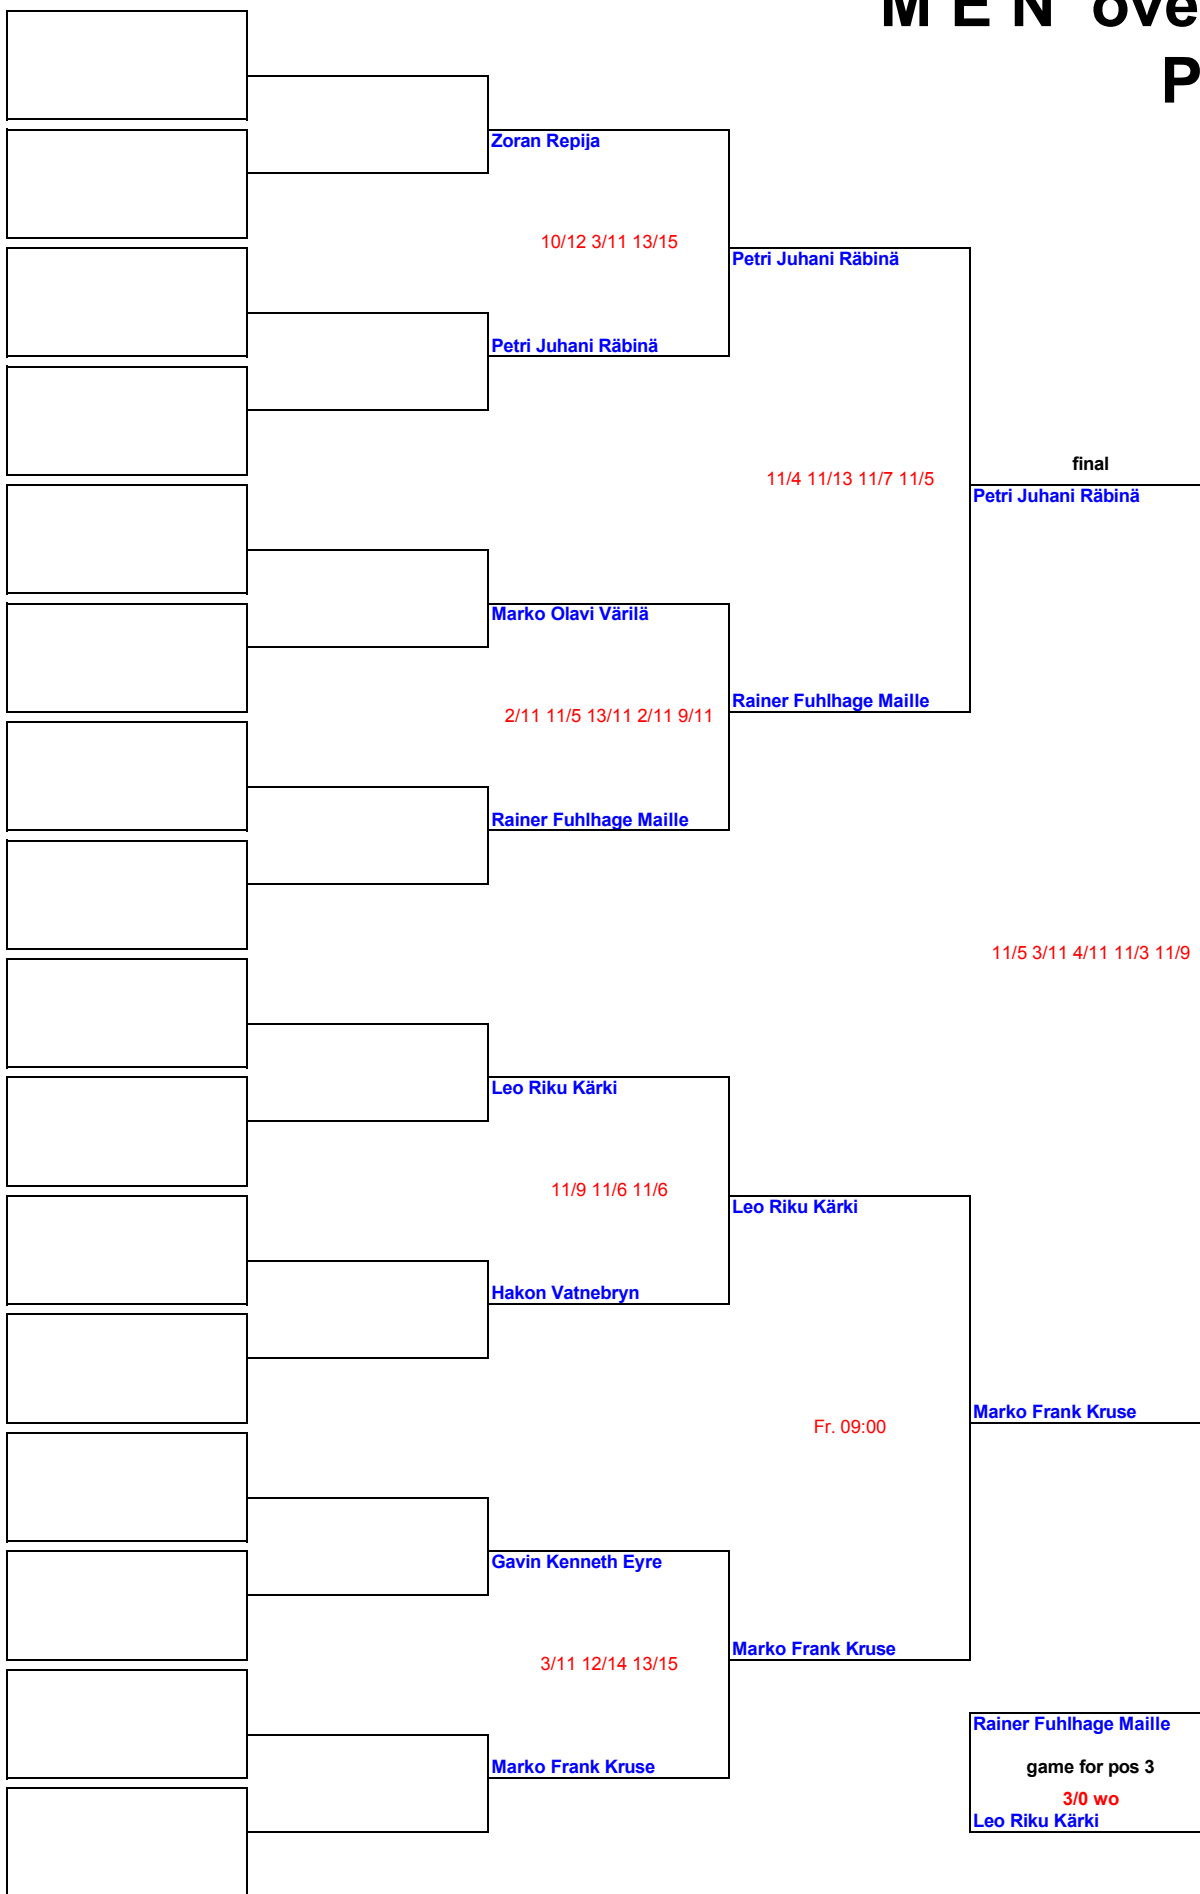 M E N ove
P
Zoran Repija
10/12 3/11 13/15
Petri Juhani Räbinä
Petri Juhani Räbinä
final
11/4 11/13 11/7 11/5
Petri Juhani Räbinä
Marko Olavi Värilä
Rainer Fuhlhage Maille
2/11 11/5 13/11 2/11 9/11
Rainer Fuhlhage Maille
11/5 3/11 4/11 11/3 11/9
Leo Riku Kärki
11/9 11/6 11/6
Leo Riku Kärki
Hakon Vatnebryn
Marko Frank Kruse
Fr. 09:00
Gavin Kenneth Eyre
Marko Frank Kruse
3/11 12/14 13/15
Rainer Fuhlhage Maille
Marko Frank Kruse
game for pos 3
3/0 wo
Leo Riku Kärki